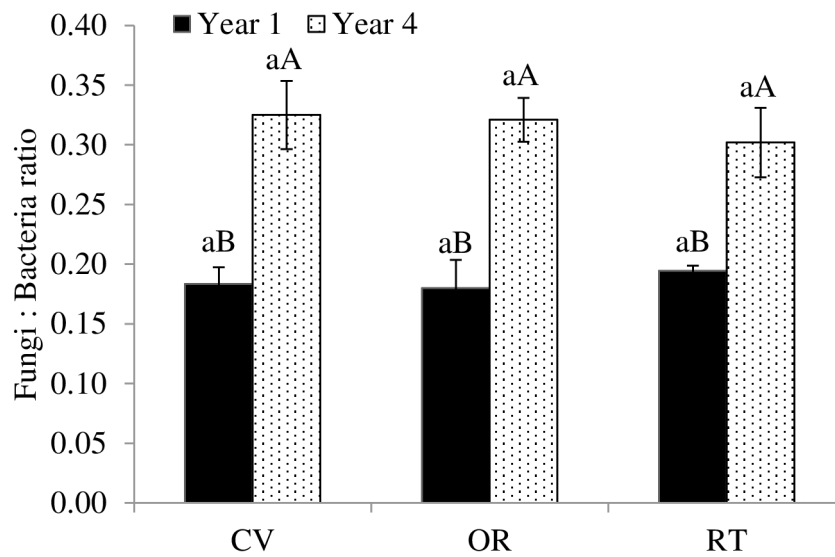 Fungi : Bacteria ratio
0.40
0.35
0.30
0.25
0.20
0.15
0.10
0.05
0.00
Year 1 Year 4
aA aA aA
aB aB aB
CV OR RT